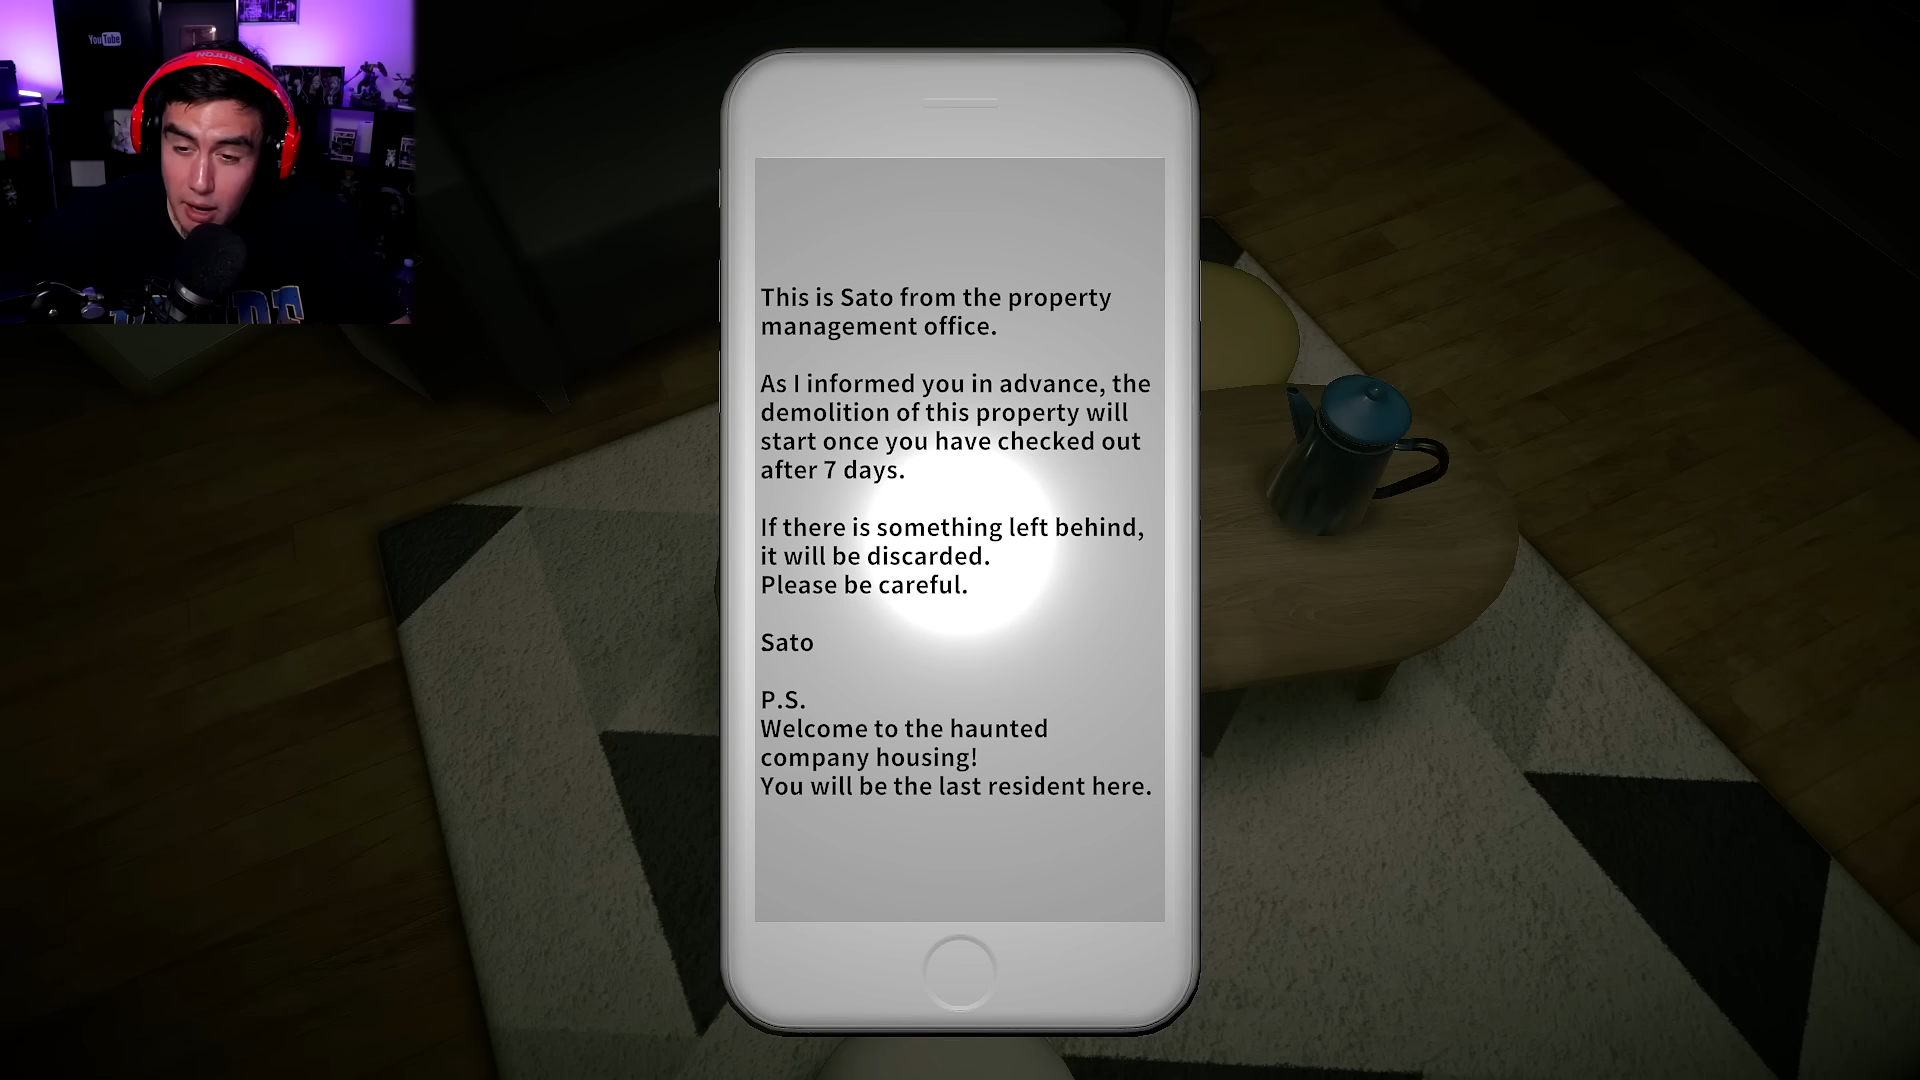 YouTube
TRITON
This is Sato from the property
management office.
As I informed you in advance, the
demolition of this property will
start once you have checked out
after 7 days.
If there is something left behind,
it will be discarded.
Please be careful.
Sato
P.S.
Welcome to the haunted
company housing!
You will be the last resident here.